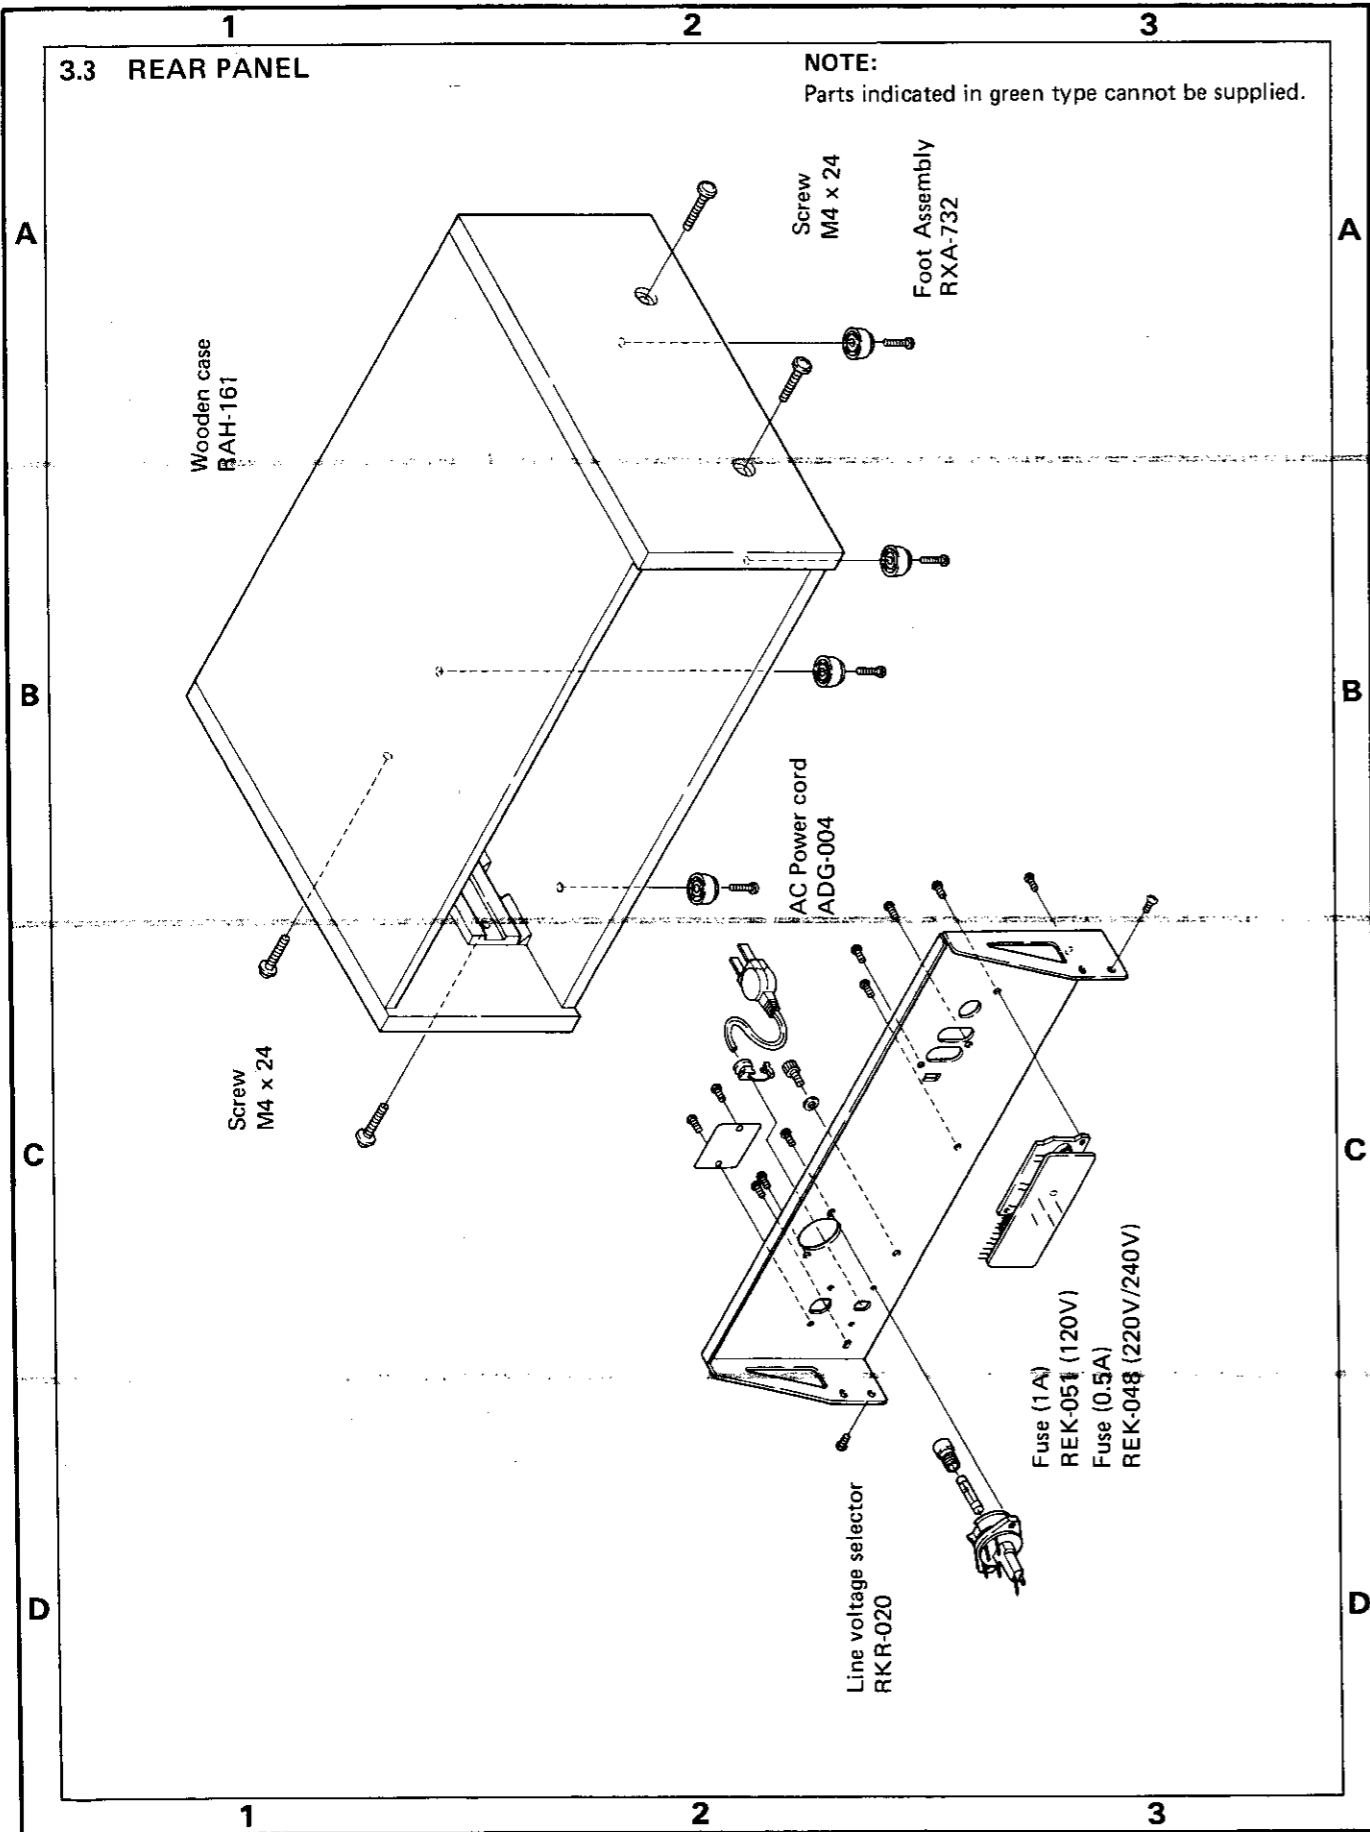 1 2 3
3.3 REAR PANEL
NOTE:
Parts indicated in green type cannot be supplied.
A
A
Screw
M4 x 24
Foot Assembly
RXA-732
Wooden case
RAH-161
B
B
AC Power cord
ADG-004
Screw
M4 x 24
C
C
Fuse (1A)
REK-051 (120V)
Fuse (0.5A)
REK-048 (220V/240V)
Line voltage selector
RKR-020
D
D
1 2 3